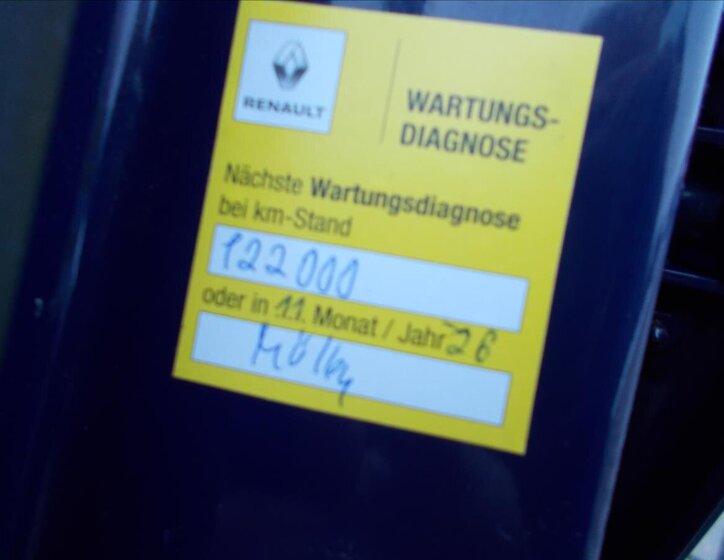 RENAULT
WARTUNGS-
DIAGNOSE
Nächste Wartungsdiagnose
bei km-Stand
122000
oder in 11. Monat / Jahr 26